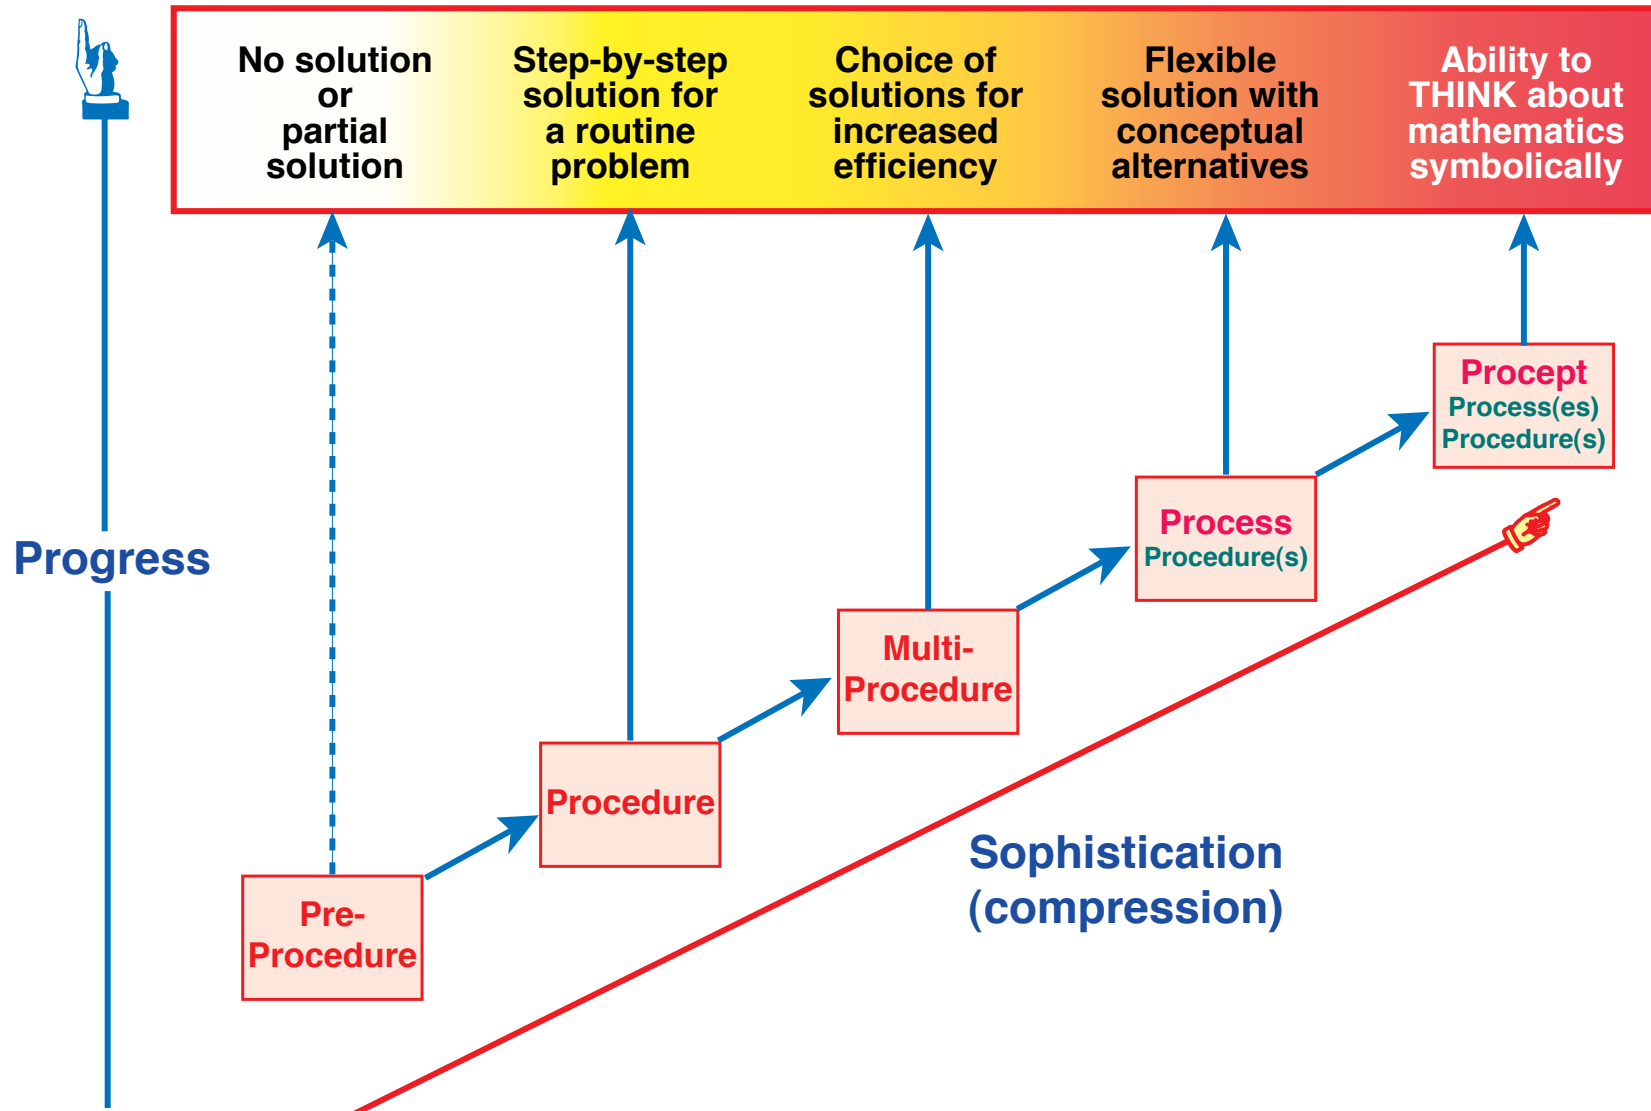 No solution
or
partial
solution
Step-by-step
solution for
a routine
problem
Choice of
solutions for
increased
efficiency
Flexible
solution with
conceptual
alternatives
Ability to
THINK about
mathematics
symbolically
Progress
Pre-
Procedure
Procedure
Multi-
Procedure
Process
Procedure(s)
Procept
Process(es)
Procedure(s)
Sophistication
(compression)